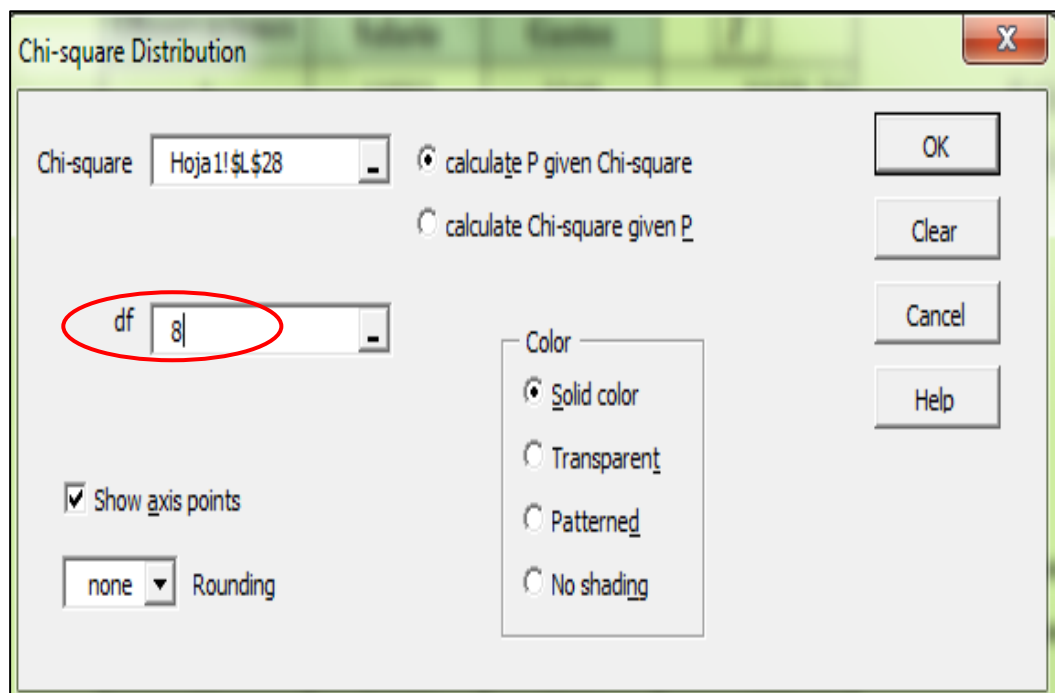 Chi-square Distribution
X
Chi-square Hoja1!$L$28 calculate P given Chi-square
calculate Chi-square given P
df 8
Color
Solid color
Transparent
Patterned
No shading
Show axis points
none Rounding
OK
Clear
Cancel
Help